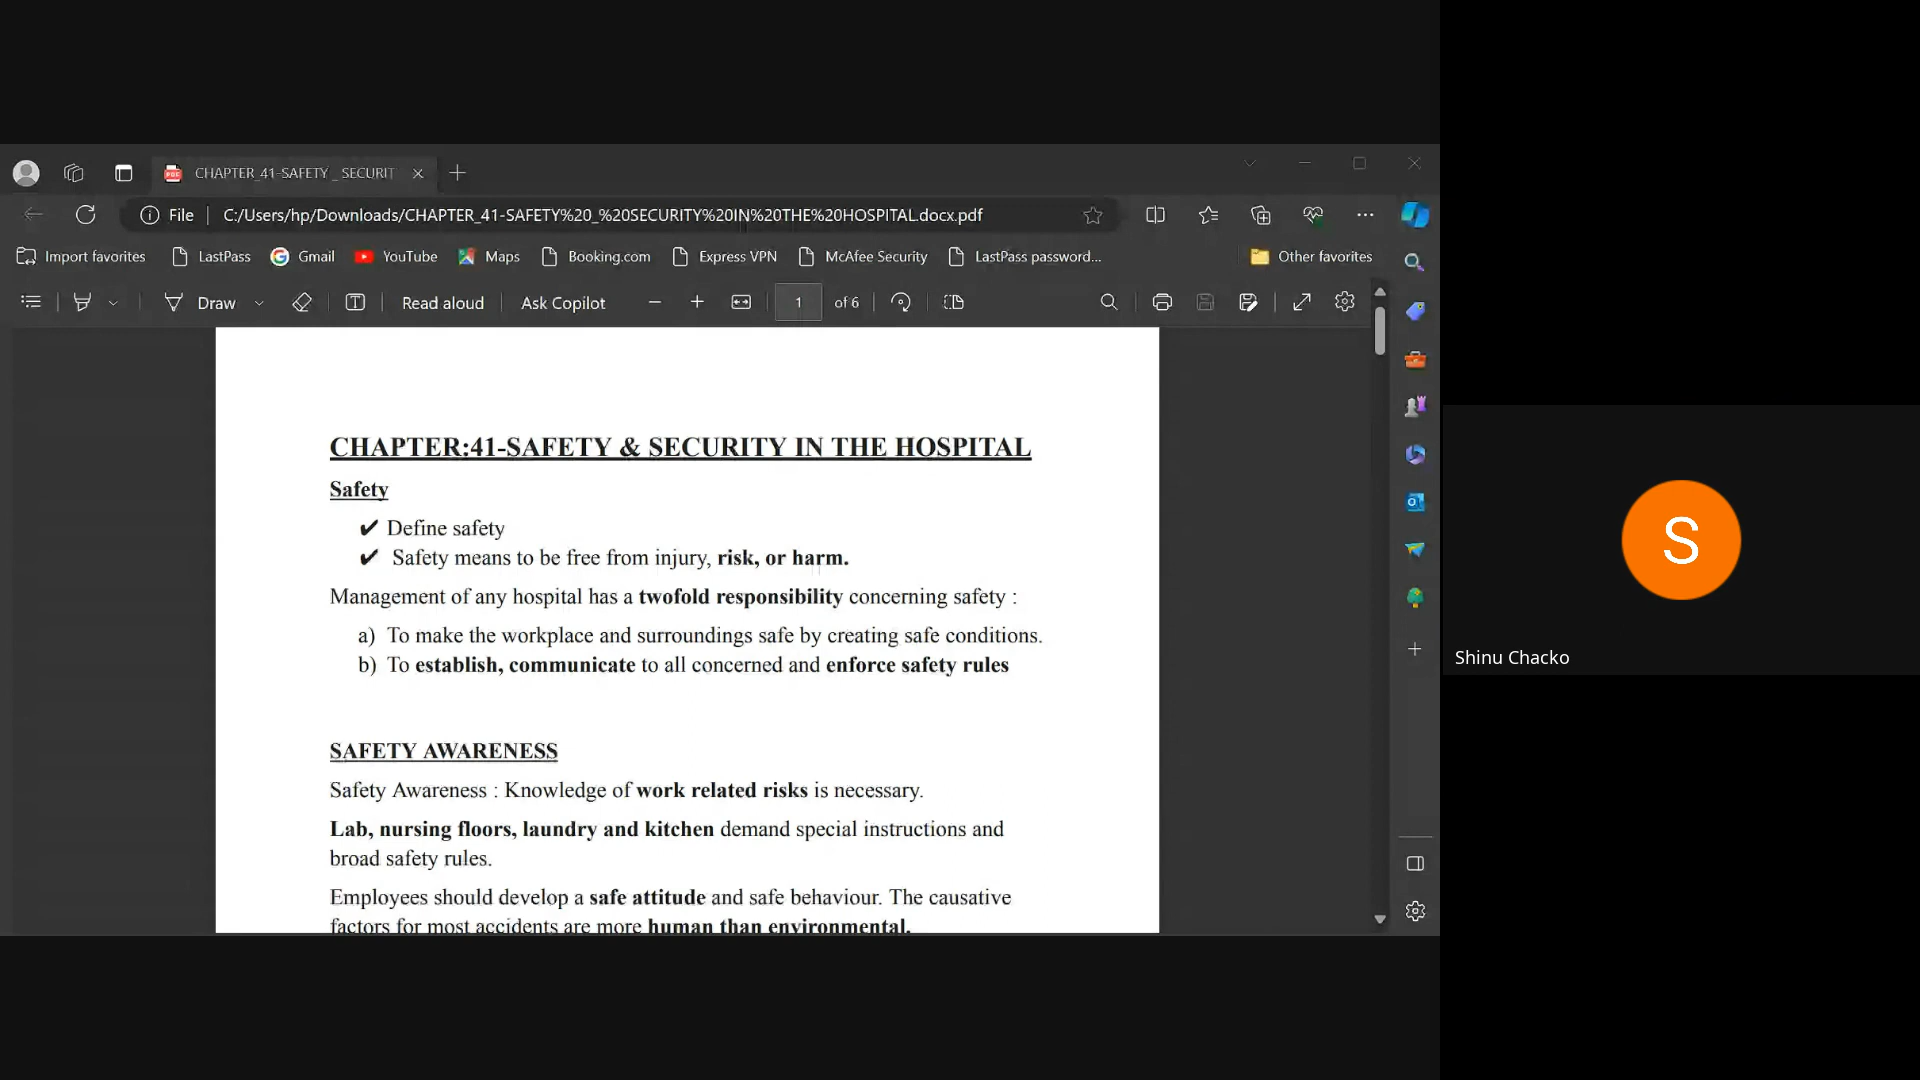 CHAPTER_41-SAFETY _ SECURIT
File
C:/Users/hp/Downloads/CHAPTER_41-SAFETY%20_%20SECURITY%20IN%20THE%20HOSPITAL.docx.pdf
Import favorites LastPass Gmail YouTube Maps Booking.com Express VPN McAfee Security LastPass password... Other favorites
Draw Read aloud Ask Copilot 1 of 6
CHAPTER:41-SAFETY & SECURITY IN THE HOSPITAL
Safety
✔ Define safety
✔ Safety means to be free from injury, risk, or harm.
Management of any hospital has a twofold responsibility concerning safety :
a) To make the workplace and surroundings safe by creating safe conditions.
b) To establish, communicate to all concerned and enforce safety rules
SAFETY AWARENESS
Safety Awareness : Knowledge of work related risks is necessary.
Lab, nursing floors, laundry and kitchen demand special instructions and
broad safety rules.
Employees should develop a safe attitude and safe behaviour. The causative
factors for most accidents are more human than environmental.
S
Shinu Chacko